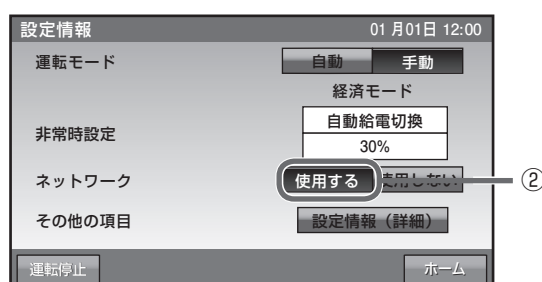 設定情報 01月01日 12:00
運転モード 自動 手動
経済モード
非常時設定 自動給電切換
30%
ネットワーク 使用する 使用しない ②
その他の項目 設定情報（詳細）
運転停止 ホーム